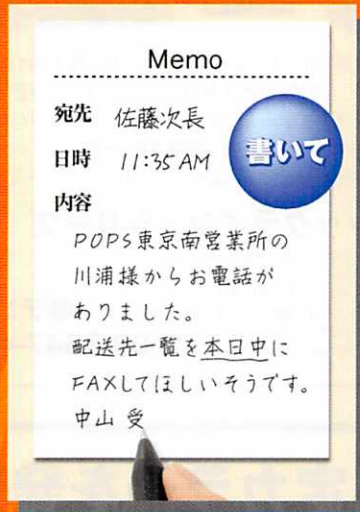 Memo
宛先 佐藤次長
日時 11:35 AM
書いて
内容
POPS東京南営業所の
川浦様からお電話が
ありました。
配送先一覧を本日中に
FAXしてほしいそうです。
中山 受